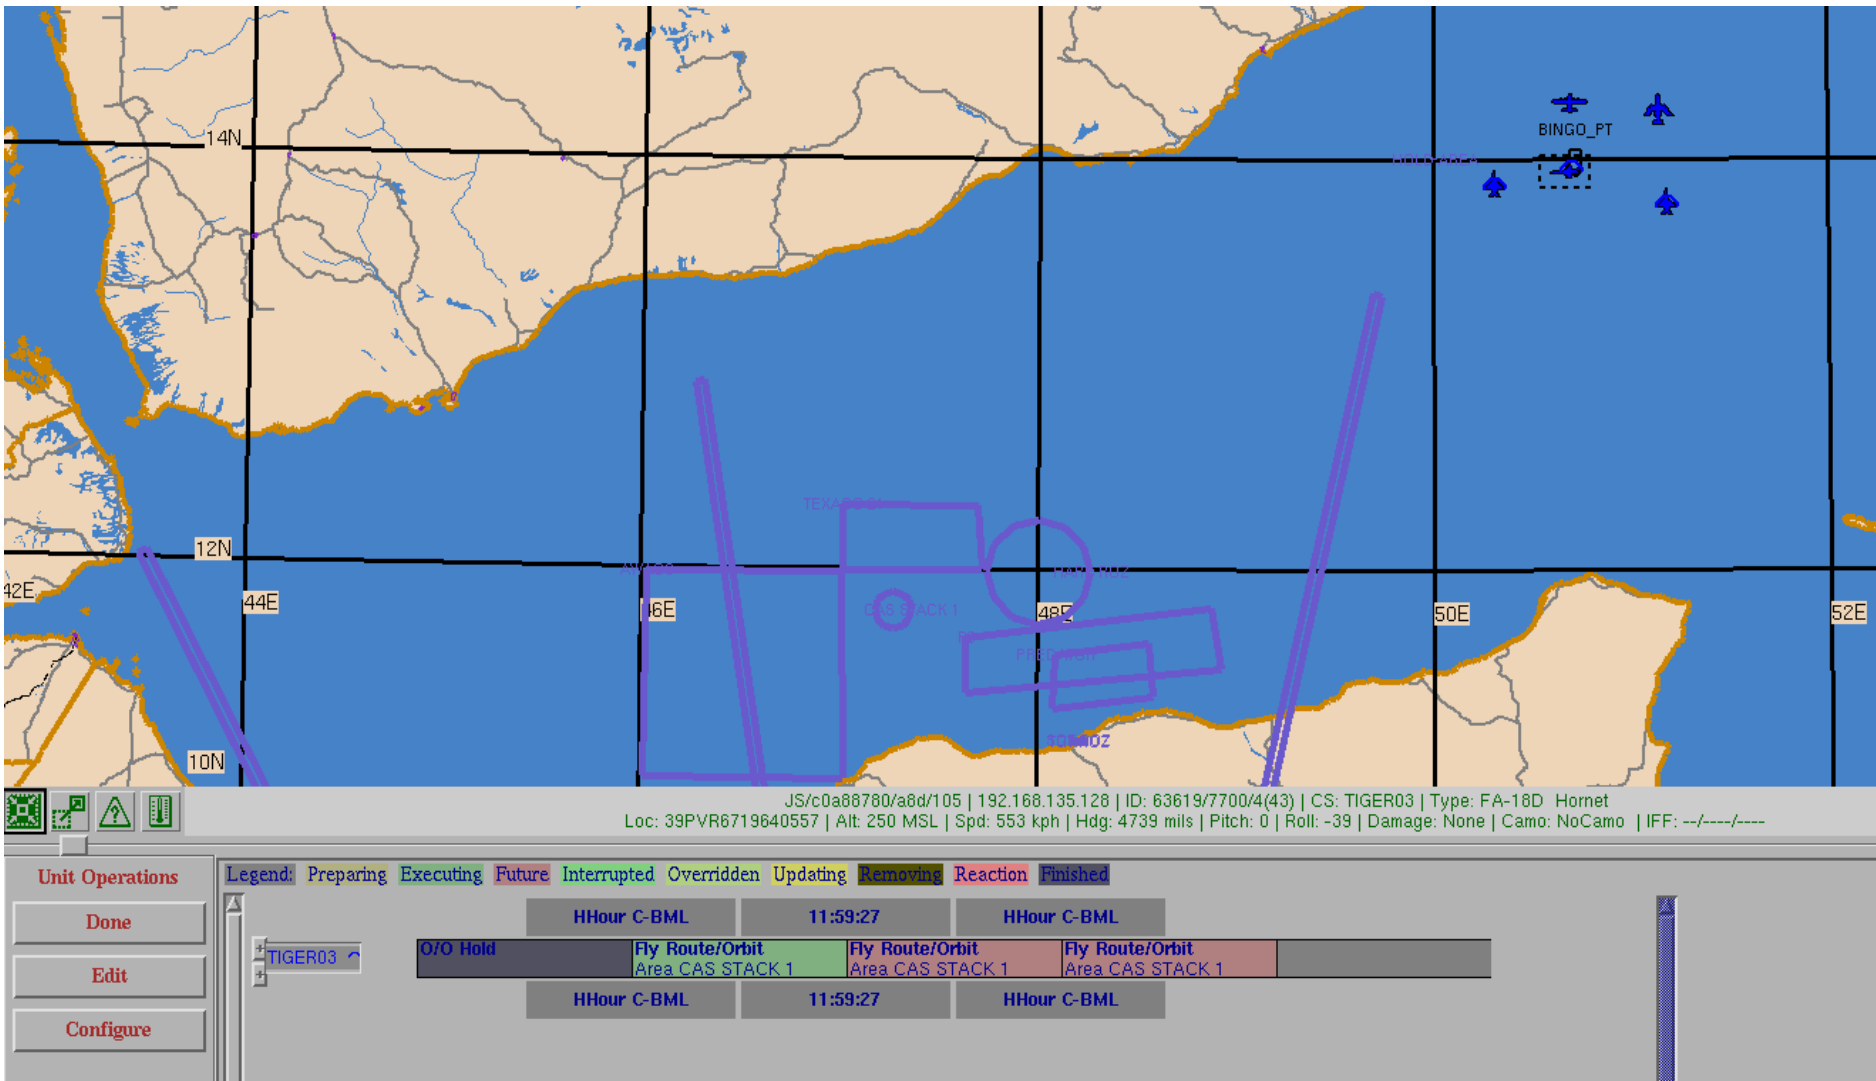 14N
BINGO_PT
12N
42E
44E
46E
CAS STACK 1
48E
50E
52E
10N
JS/c0a88780/a8d/105 | 192.168.135.128 | ID: 63619/7700/4(43) | CS: TIGER03 | Type: FA-18D Hornet
Loc: 39PVR6719640557 | Alt: 250 MSL | Spd: 553 kph | Hdg: 4739 mils | Pitch: 0 | Roll: -39 | Damage: None | Camo: NoCamo | IFF: --/----/----
Unit Operations
Legend: Preparing Executing Future Interrupted Overridden Updating Removing Reaction Finished
Done
HHour C-BML 11:59:27 HHour C-BML
TIGER03
O/O Hold Fly Route/Orbit Fly Route/Orbit Fly Route/Orbit
Area CAS STACK 1 Area CAS STACK 1 Area CAS STACK 1
Edit
HHour C-BML 11:59:27 HHour C-BML
Configure